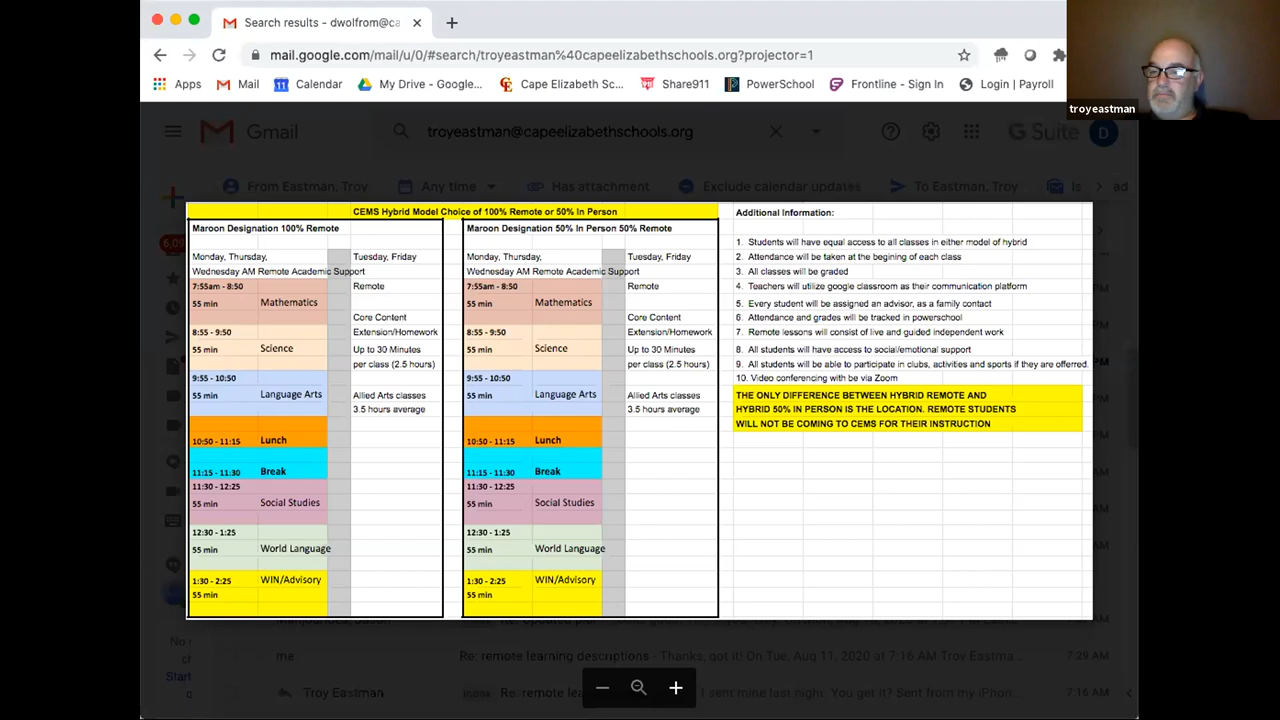 Search results - dwolfrom@ca
mail.google.com/mail/u/0/#search/troyeastman%40capeelizabethschools.org?projector=1
Apps
Mail
Calendar
My Drive - Google...
Cape Elizabeth Sc...
Share911
PowerSchool
Frontline - Sign In
Login | Payroll
troyeastman
Gmail
troyeastman@capeelizabethschools.org
G Suite
D
From Eastman, Troy
Any time
Has attachment
Exclude calendar updates
To Eastman, Troy
CEMS Hybrid Model Choice of 100% Remote or 50% In Person
Maroon Designation 100% Remote
Monday, Thursday,
Tuesday, Friday
Wednesday AM Remote Academic Support
7:55am - 8:50
Remote
55 min
Mathematics
Core Content
8:55 - 9:50
Extension/Homework
55 min
Science
Up to 30 Minutes
per class (2.5 hours)
9:55 - 10:50
55 min
Language Arts
Allied Arts classes
3.5 hours average
10:50 - 11:15
Lunch
11:15 - 11:30
Break
11:30 - 12:25
55 min
Social Studies
12:30 - 1:25
55 min
World Language
1:30 - 2:25
WIN/Advisory
55 min
Maroon Designation 50% In Person 50% Remote
Monday, Thursday,
Tuesday, Friday
Wednesday AM Remote Academic Support
7:55am - 8:50
Remote
55 min
Mathematics
Core Content
8:55 - 9:50
Extension/Homework
55 min
Science
Up to 30 Minutes
per class (2.5 hours)
9:55 - 10:50
55 min
Language Arts
Allied Arts classes
3.5 hours average
10:50 - 11:15
Lunch
11:15 - 11:30
Break
11:30 - 12:25
55 min
Social Studies
12:30 - 1:25
55 min
World Language
1:30 - 2:25
WIN/Advisory
55 min
Additional Information:
1. Students will have equal access to all classes in either model of hybrid
2. Attendance will be taken at the begining of each class
3. All classes will be graded
4. Teachers will utilize google classroom as their communication platform
5. Every student will be assigned an advisor, as a family contact
6. Attendance and grades will be tracked in powerschool
7. Remote lessons will consist of live and guided independent work
8. All students will have access to social/emotional support
9. All students will be able to participate in clubs, activities and sports if they are offered.
10. Video conferencing with be via Zoom
THE ONLY DIFFERENCE BETWEEN HYBRID REMOTE AND
HYBRID 50% IN PERSON IS THE LOCATION. REMOTE STUDENTS
WILL NOT BE COMING TO CEMS FOR THEIR INSTRUCTION
me
Re: remote learning descriptions - Thanks, got it! On Tue, Aug 11, 2020 at 7:16 AM Troy Eastma...
7:29 AM
Start
Troy Eastman
I sent mine last night. You get it? Sent from my iPhon...
7:16 AM